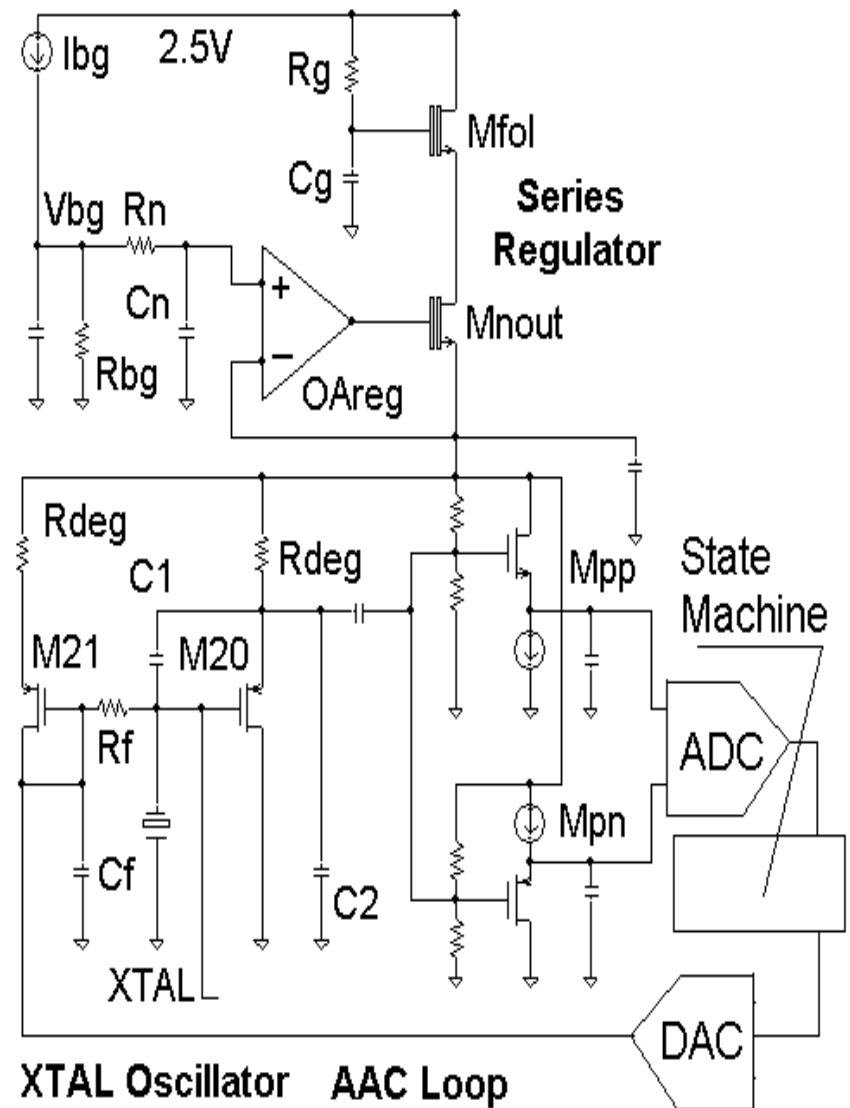 Ibg
2.5V
Rg
Mfol
Cg
Series
Regulator
Vbg
Rn
+
Cn
Mnout
Rbg
−
OAreg
Rdeg
C1
Rdeg
Mpp
State
Machine
M21
M20
Rf
ADC
Mpn
Cf
C2
XTAL
DAC
XTAL Oscillator
AAC Loop